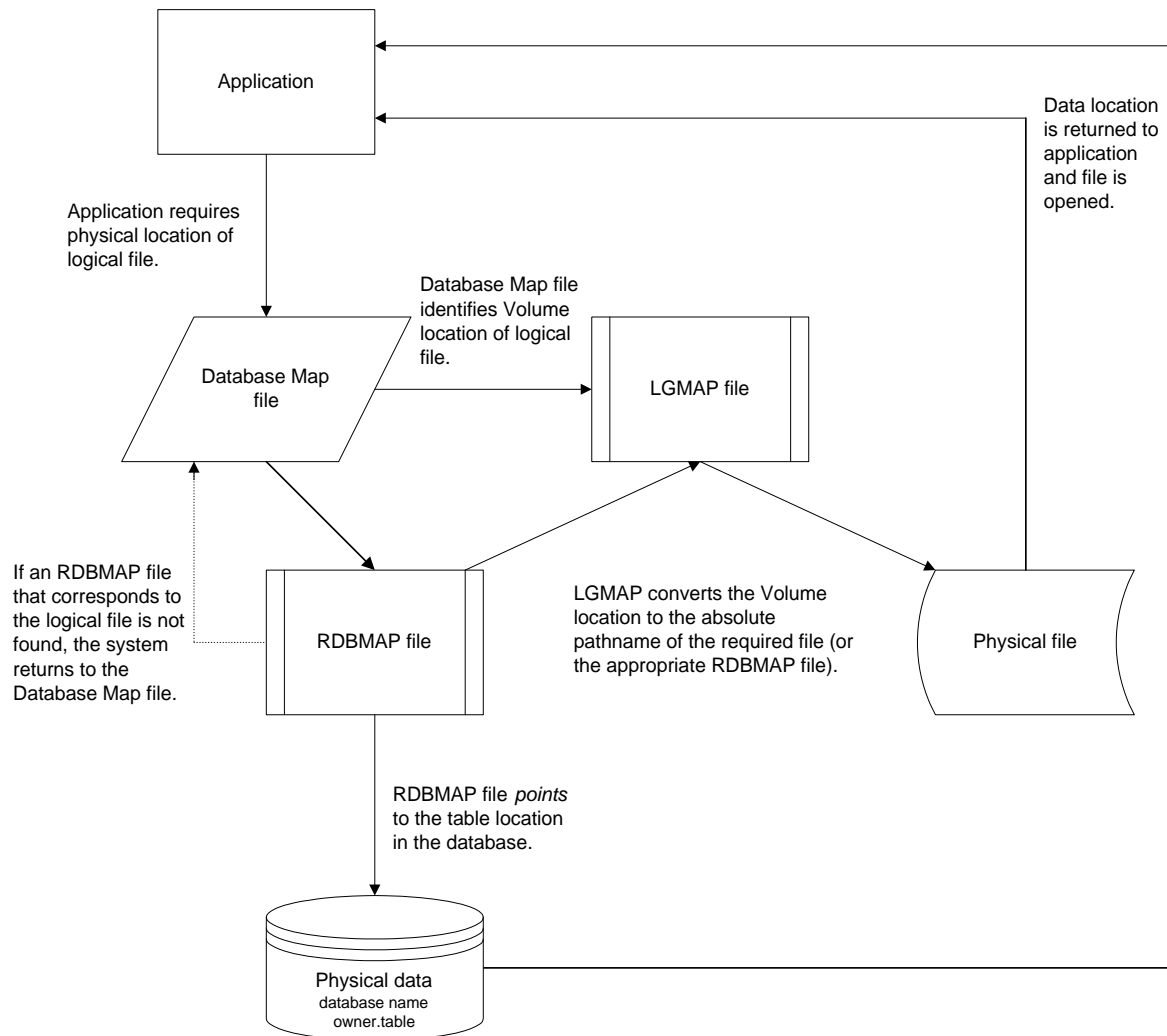 Application
Data location
is returned to
application
and file is
opened.
Application requires
physical location of
logical file.
Database Map file
identifies Volume
location of logical
file.
Database Map
file
LGMAP file
If an RDBMAP file
that corresponds to
the logical file is not
found, the system
returns to the
Database Map file.
RDBMAP file
LGMAP converts the Volume
location to the absolute
pathname of the required file (or
the appropriate RDBMAP file).
Physical file
RDBMAP file points
to the table location
in the database.
Physical data
database name
owner.table